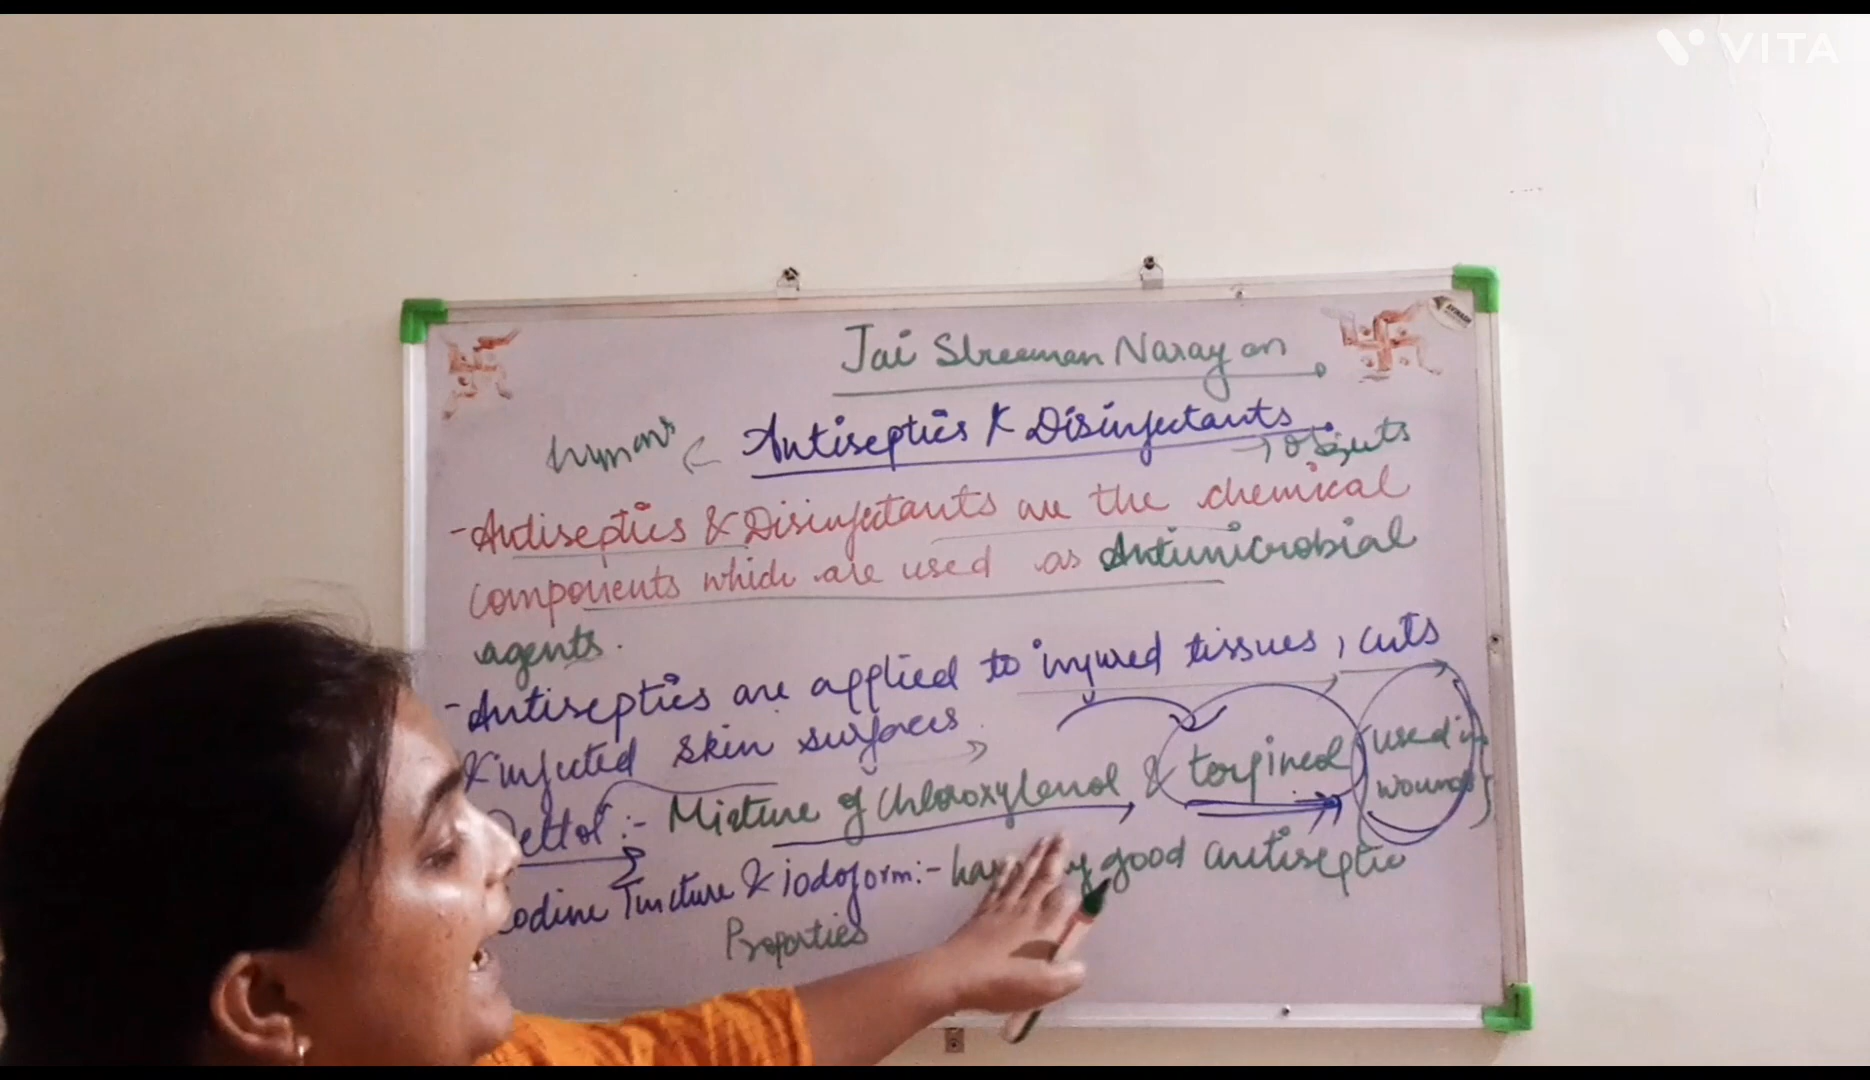 VITA
Jai Shreeman Narayan
humans
Antiseptics & Disinfectants
objects
- Antiseptics & Disinfectants are the chemical
components which are used as Antimicrobial
agents.
- Antiseptics are applied to injured tissues, cuts
& infected skin surfaces.
Dettol :- Mixture of Chloroxylenol & terpineol
used in
wounds
Iodine Tincture & iodoform :- good antiseptic
Properties